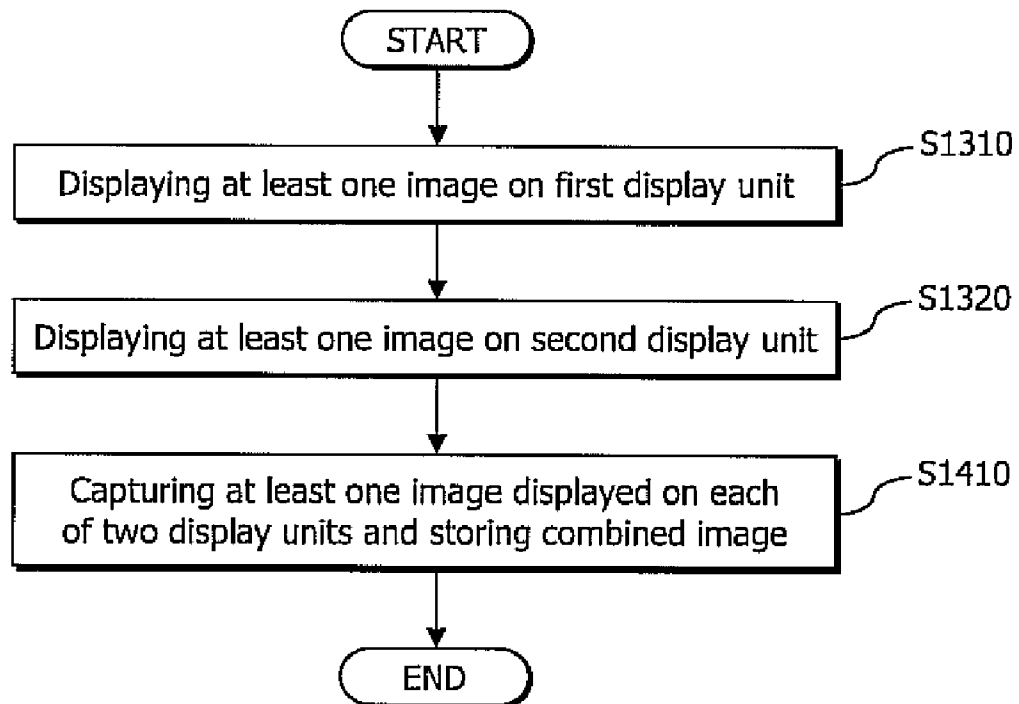 START
S1310
Displaying at least one image on first display unit
S1320
Displaying at least one image on second display unit
S1410
Capturing at least one image displayed on each
of two display units and storing combined image
END